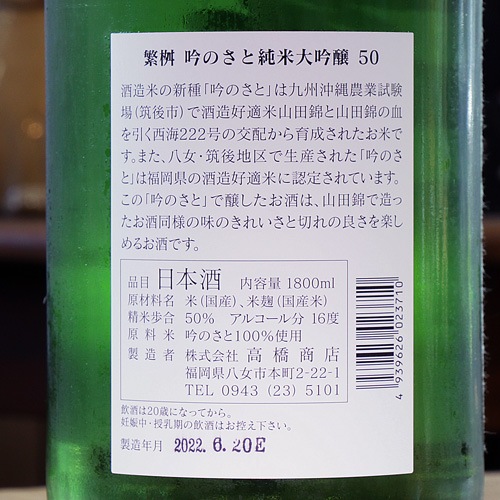 繁桝 吟のさと純米大吟醸 50
酒造米の新種「吟のさと」は九州沖縄農業試験
場(筑後市)で酒造好適米山田錦と山田錦の血
を引く西海222号の交配から育成されたお米で
す。また、八女・筑後地区で生産された「吟のさ
と」は福岡県の酒造好適米に認定されています。
この「吟のさと」で醸したお酒は、山田錦で造っ
たお酒同様の味のきれいさと切れの良さを楽し
めるお酒です。
品目 日本酒 内容量 1800ml
原材料名 米(国産)、米麹(国産米)
精米歩合 50% アルコール分 16度
原料米 吟のさと100%使用
製造者 株式会社 高橋商店
福岡県八女市本町2-22-1
TEL 0943 (23) 5101
飲酒は20歳になってから。
妊娠中・授乳期の飲酒はお控え下さい。
製造年月 2022. 6. 20E
4 939626 023710